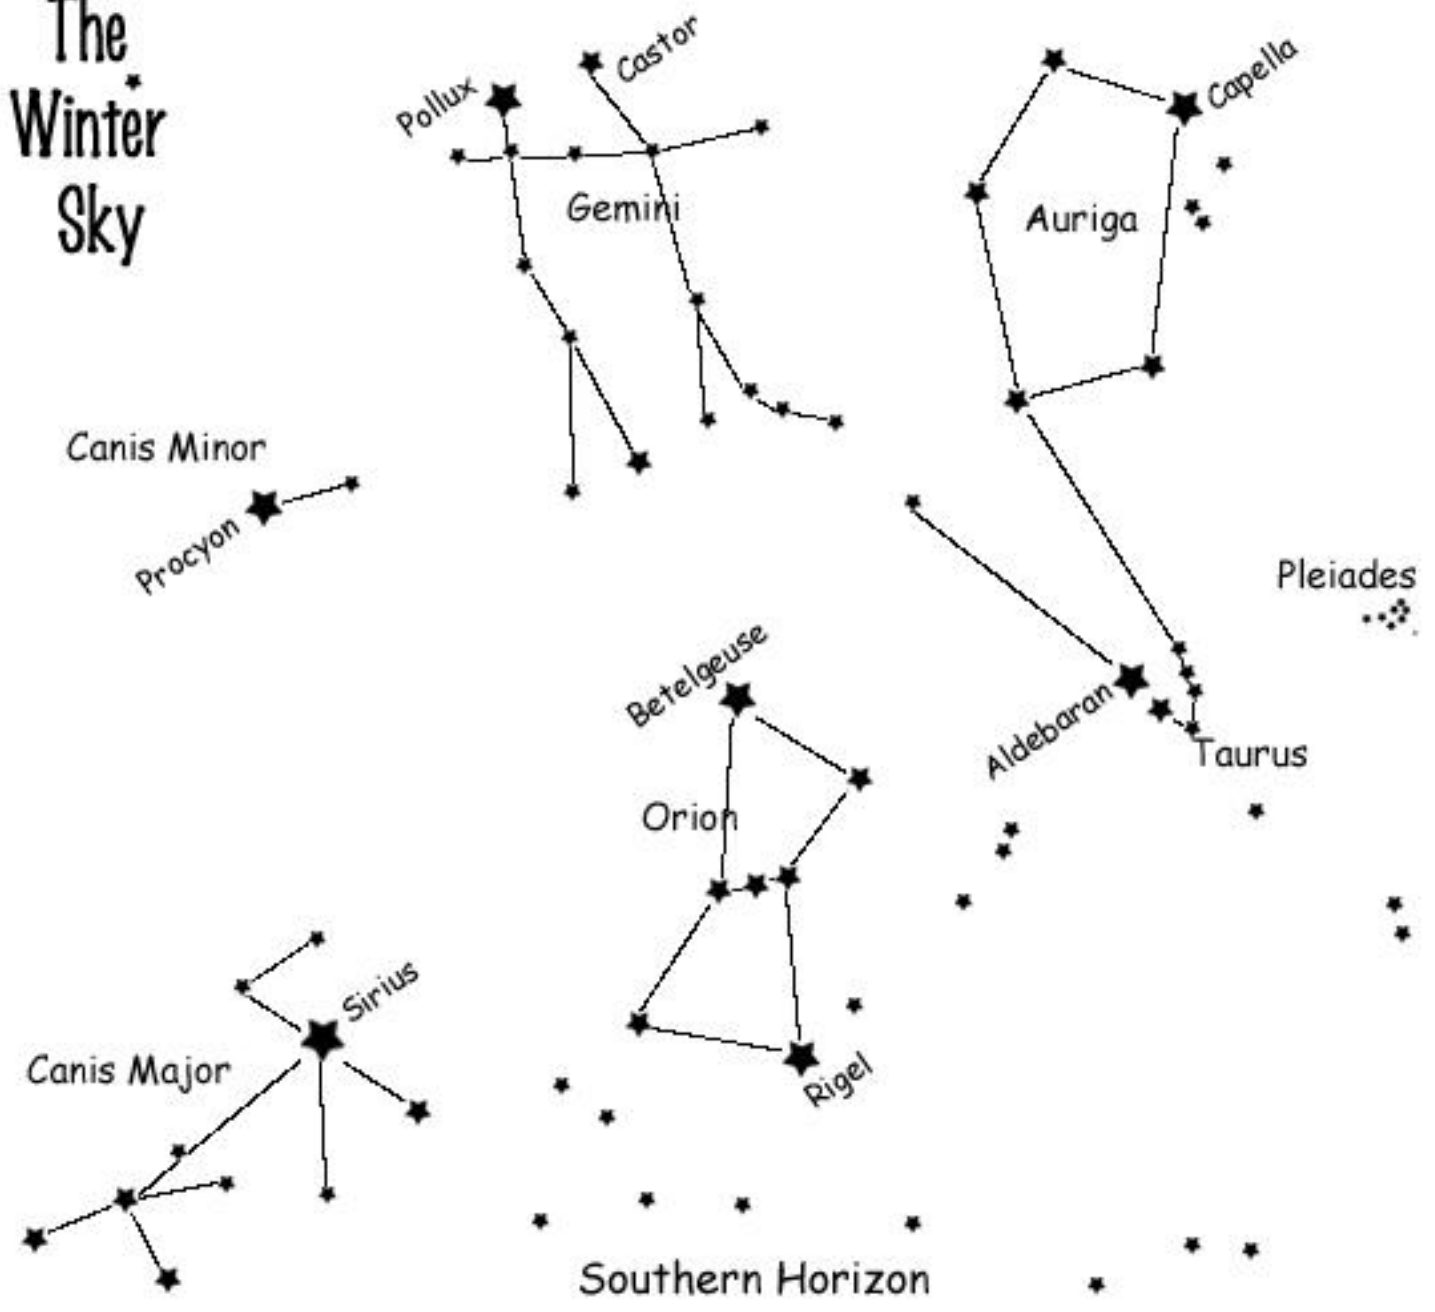 The
Winter
Sky
Castor
Pollux
Capella
Gemini
Auriga
Canis Minor
Procyon
Pleiades
Betelgeuse
Aldebaran
Taurus
Orion
Sirius
Canis Major
Rigel
Southern Horizon